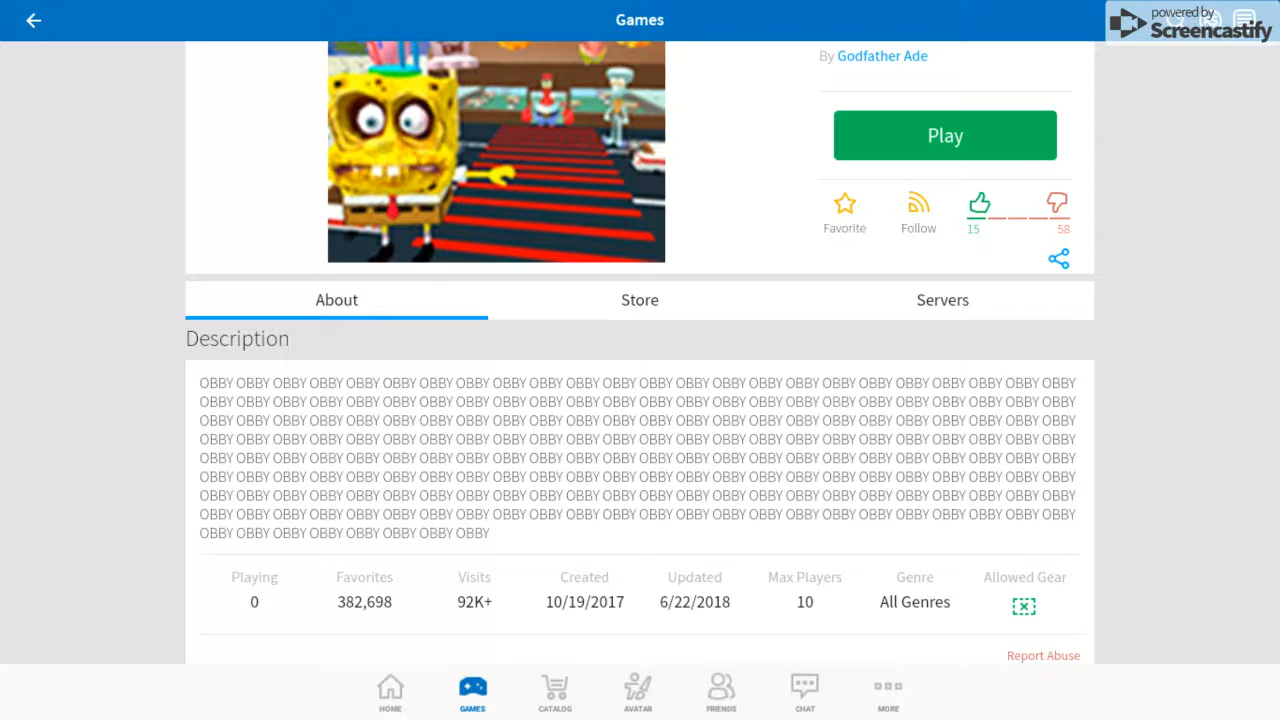 Games
powered by
Screencastify
By Godfather Ade
Play
Favorite
Follow
15
58
About
Store
Servers
Description
OBBY OBBY OBBY OBBY OBBY OBBY OBBY OBBY OBBY OBBY OBBY OBBY OBBY OBBY OBBY OBBY OBBY OBBY OBBY OBBY OBBY OBBY OBBY OBBY
OBBY OBBY OBBY OBBY OBBY OBBY OBBY OBBY OBBY OBBY OBBY OBBY OBBY OBBY OBBY OBBY OBBY OBBY OBBY OBBY OBBY OBBY OBBY OBBY
OBBY OBBY OBBY OBBY OBBY OBBY OBBY OBBY OBBY OBBY OBBY OBBY OBBY OBBY OBBY OBBY OBBY OBBY OBBY OBBY OBBY OBBY OBBY OBBY
OBBY OBBY OBBY OBBY OBBY OBBY OBBY OBBY OBBY OBBY OBBY OBBY OBBY OBBY OBBY OBBY OBBY OBBY OBBY OBBY OBBY OBBY OBBY OBBY
OBBY OBBY OBBY OBBY OBBY OBBY OBBY OBBY OBBY OBBY OBBY OBBY OBBY OBBY OBBY OBBY OBBY OBBY OBBY OBBY OBBY OBBY OBBY OBBY
OBBY OBBY OBBY OBBY OBBY OBBY OBBY OBBY OBBY OBBY OBBY OBBY OBBY OBBY OBBY OBBY OBBY OBBY OBBY OBBY OBBY OBBY OBBY OBBY
OBBY OBBY OBBY OBBY OBBY OBBY OBBY OBBY OBBY OBBY OBBY OBBY OBBY OBBY OBBY OBBY OBBY OBBY OBBY OBBY OBBY OBBY OBBY OBBY
OBBY OBBY OBBY OBBY OBBY OBBY OBBY OBBY OBBY OBBY OBBY OBBY OBBY OBBY OBBY OBBY OBBY OBBY OBBY OBBY OBBY OBBY OBBY OBBY
OBBY OBBY OBBY OBBY OBBY OBBY OBBY OBBY
Playing Favorites Visits Created Updated Max Players Genre Allowed Gear
0 382,698 92K+ 10/19/2017 6/22/2018 10 All Genres
Report Abuse
HOME GAMES CATALOG AVATAR FRIENDS CHAT MORE